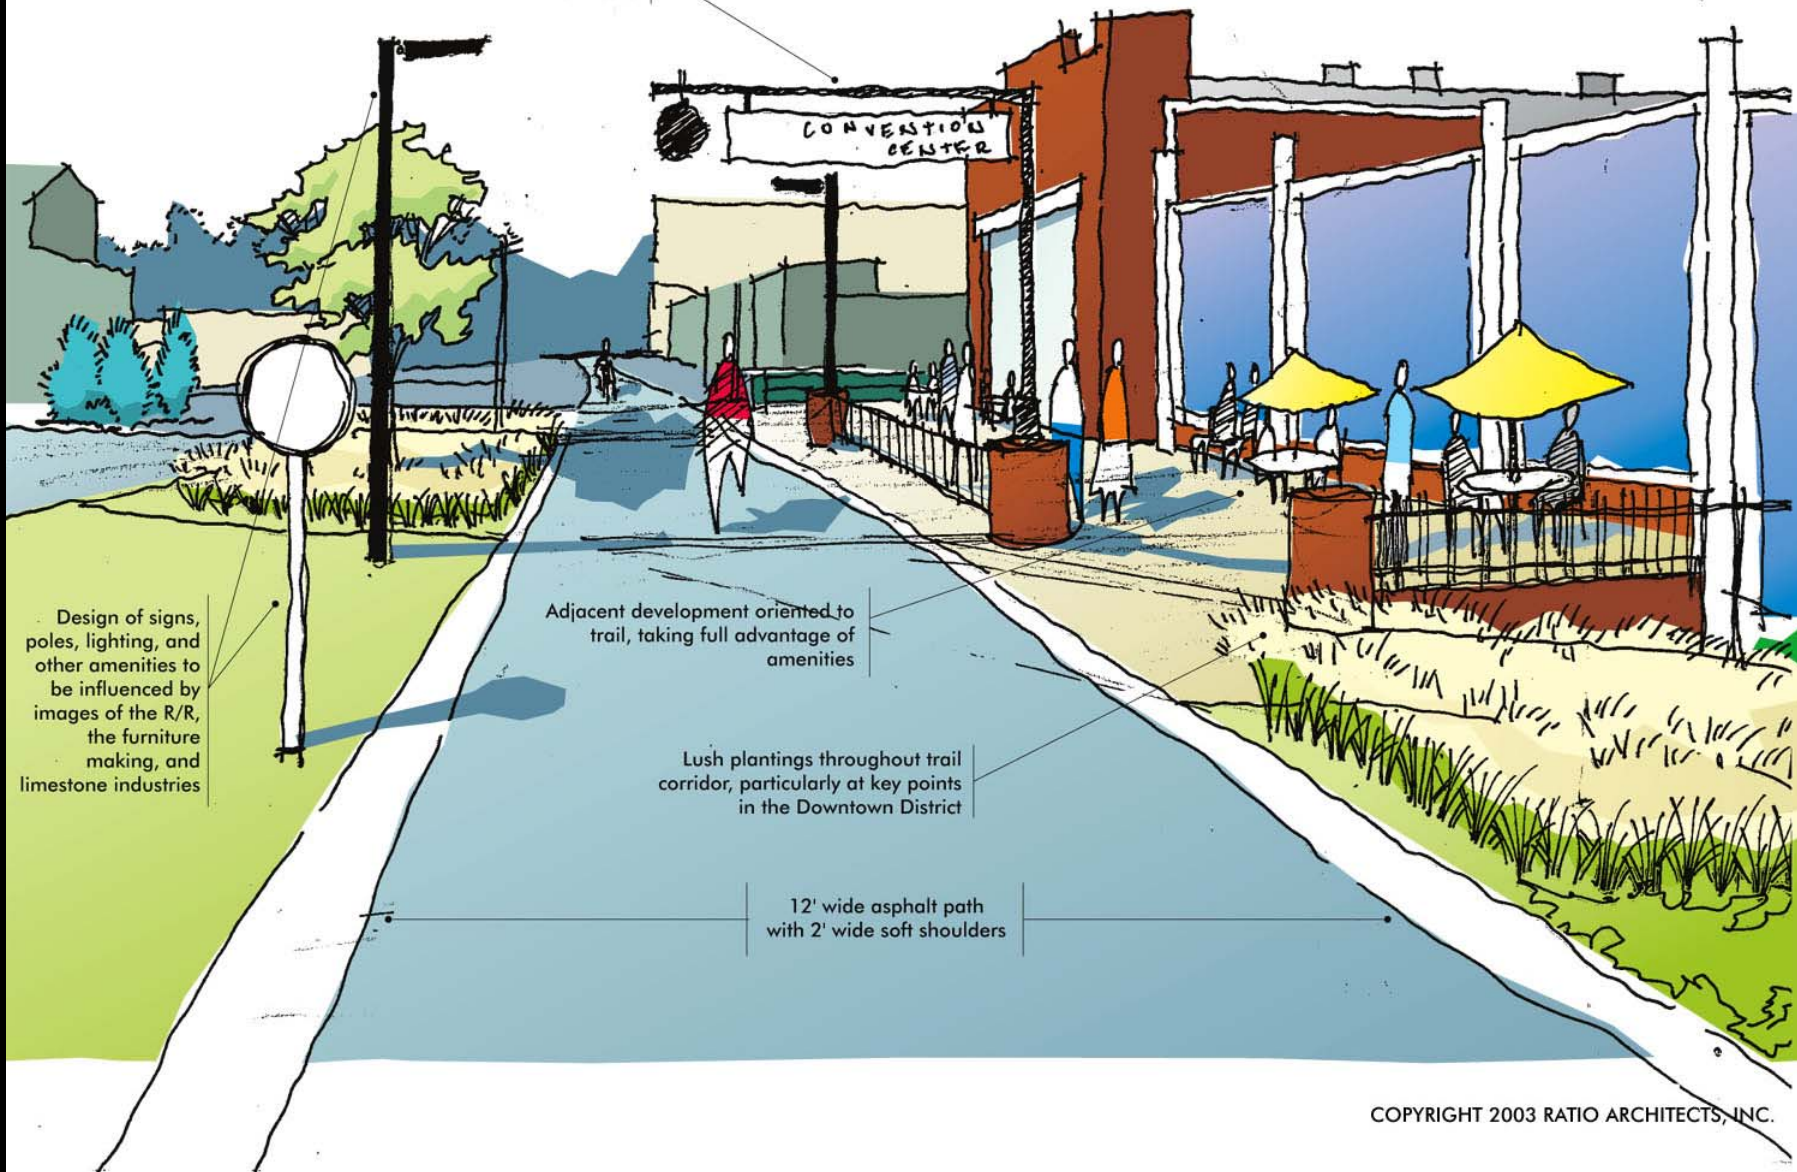 CONVENTION
CENTER
Design of signs,
poles, lighting, and
other amenities to
be influenced by
images of the R/R,
the furniture
making, and
limestone industries
Adjacent development oriented to
trail, taking full advantage of
amenities
Lush plantings throughout trail
corridor, particularly at key points
in the Downtown District
12' wide asphalt path
with 2' wide soft shoulders
COPYRIGHT 2003 RATIO ARCHITECTS, INC.